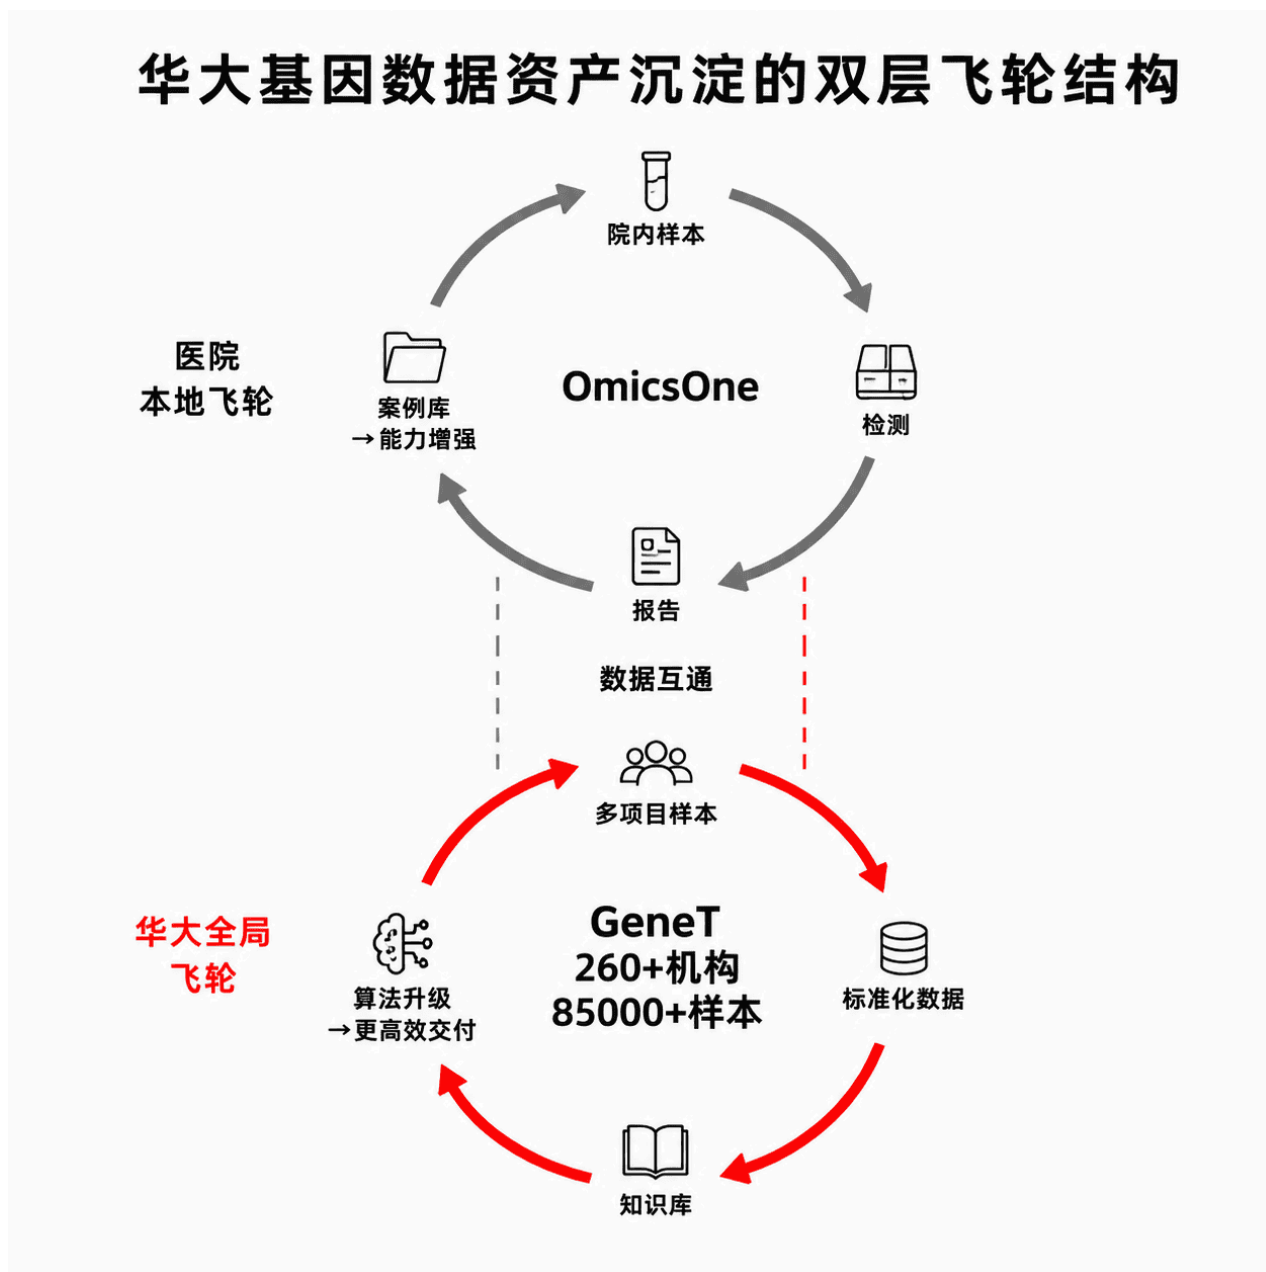 华大基因数据资产沉淀的双层飞轮结构
院内样本
医院
本地飞轮
案例库
→能力增强
OmicsOne
检测
报告
数据互通
多项目样本
华大全局
飞轮
算法升级
→更高效交付
GeneT
260+机构
85000+样本
标准化数据
知识库